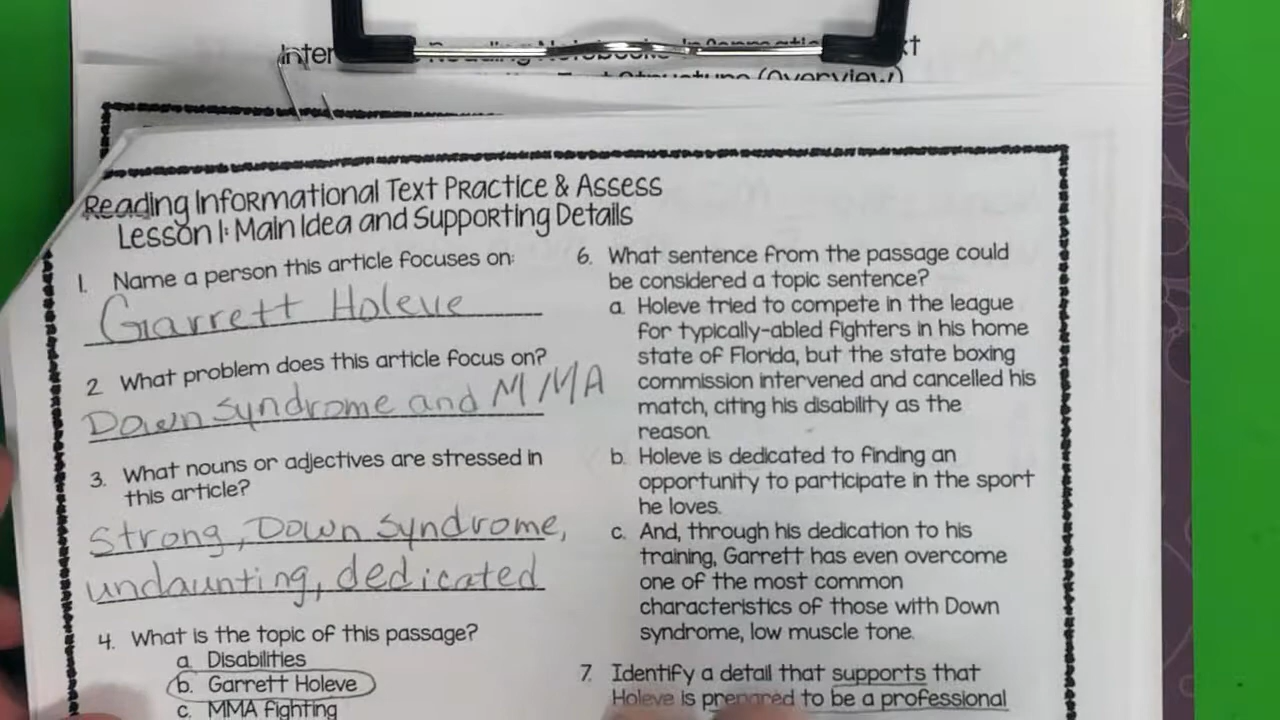 Inter
(Overview)
Reading Informational Text Practice & Assess
Lesson 1: Main Idea and Supporting Details
1. Name a person this article focuses on:
Garrett Holeve
2 What problem does this article focus on?
Down syndrome and MMA
3. What nouns or adjectives are stressed in
this article?
Strong, Down syndrome,
undaunting, dedicated
4. What is the topic of this passage?
a. Disabilities
b. Garrett Holeve
c. MMA fighting
6. What sentence from the passage could
be considered a topic sentence?
a. Holeve tried to compete in the league
for typically-abled fighters in his home
state of Florida, but the state boxing
commission intervened and cancelled his
match, citing his disability as the
reason.
b. Holeve is dedicated to finding an
opportunity to participate in the sport
he loves.
c. And, through his dedication to his
training, Garrett has even overcome
one of the most common
characteristics of those with Down
syndrome, low muscle tone.
7. Identify a detail that supports that
Holeve is prepared to be a professional